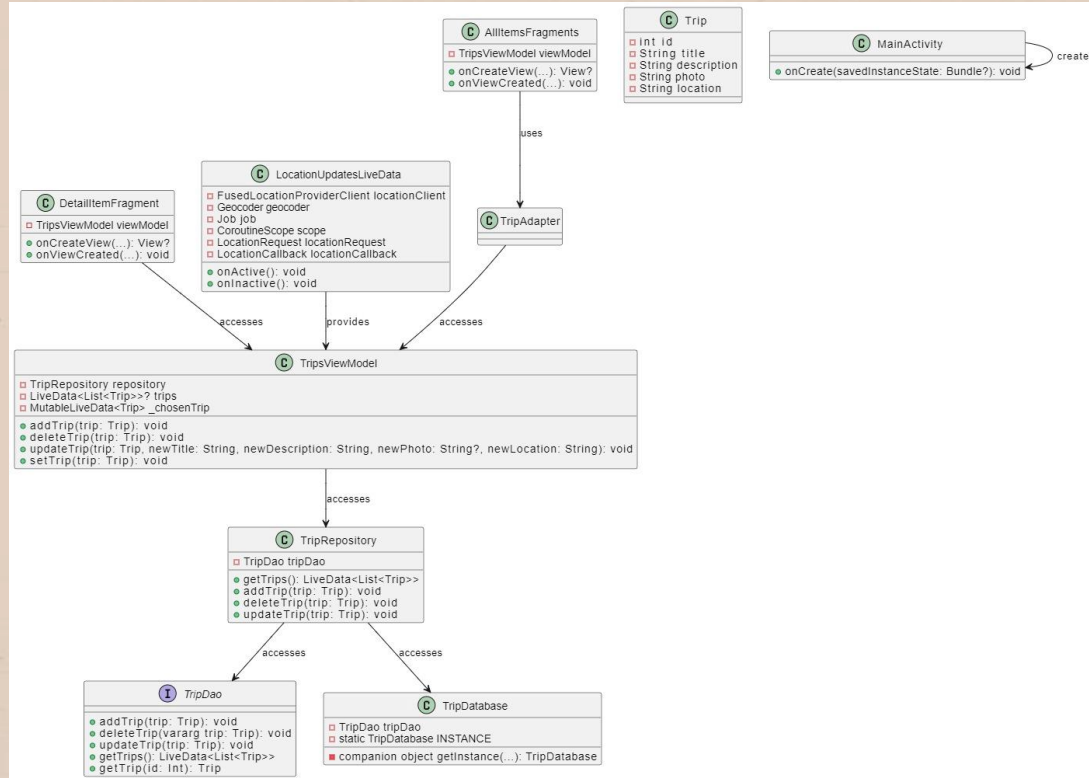 C AllItemsFragments
TripsViewModel viewModel
onCreateView(...): View?
onViewCreated(...): void
C Trip
int id
String title
String description
String photo
String location
C MainActivity
onCreate(savedInstanceState: Bundle?): void
create
uses
C DetailItemFragment
TripsViewModel viewModel
onCreateView(...): View?
onViewCreated(...): void
C LocationUpdatesLiveData
FusedLocationProviderClient locationClient
Geocoder geocoder
Job job
CoroutineScope scope
LocationRequest locationRequest
LocationCallback locationCallback
onActive(): void
onInactive(): void
C TripAdapter
accesses
provides
accesses
C TripsViewModel
TripRepository repository
LiveData<List<Trip>>? trips
MutableLiveData<Trip> _chosenTrip
addTrip(trip: Trip): void
deleteTrip(trip: Trip): void
updateTrip(trip: Trip, newTitle: String, newDescription: String, newPhoto: String?, newLocation: String): void
setTrip(trip: Trip): void
accesses
C TripRepository
TripDao tripDao
getTrips(): LiveData<List<Trip>>
addTrip(trip: Trip): void
deleteTrip(trip: Trip): void
updateTrip(trip: Trip): void
accesses
accesses
I TripDao
addTrip(trip: Trip): void
deleteTrip(vararg trip: Trip): void
updateTrip(trip: Trip): void
getTrips(): LiveData<List<Trip>>
getTrip(id: Int): Trip
C TripDatabase
TripDao tripDao
static TripDatabase INSTANCE
companion object getInstance(...): TripDatabase